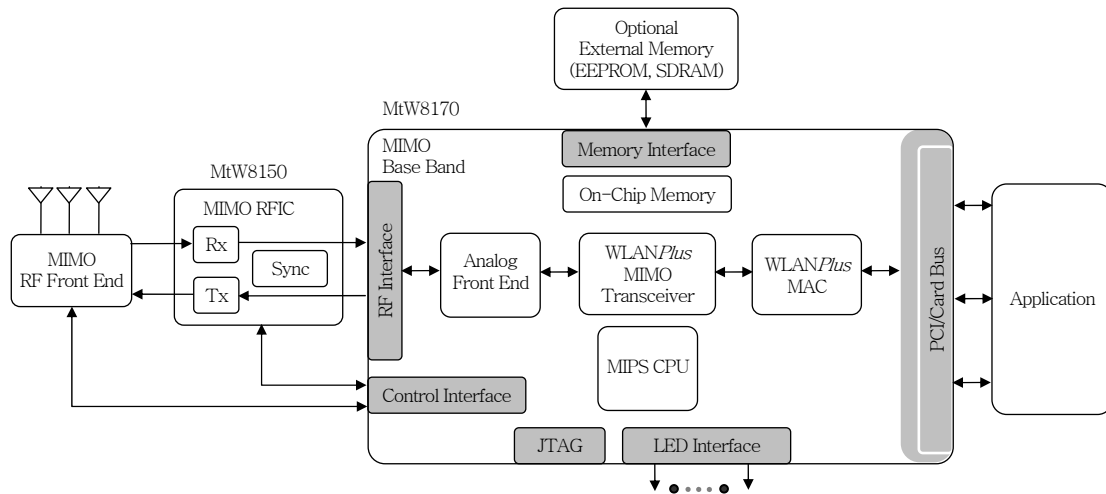 Optional
External Memory
(EEPROM, SDRAM)
MtW8170
MIMO
Base Band
Memory Interface
On-Chip Memory
MtW8150
MIMO RFIC
Rx
Sync
Tx
MIMO
RF Front End
RF Interface
Analog
Front End
WLANPlus
MIMO
Transceiver
WLANPlus
MAC
PCI/Card Bus
Application
MIPS CPU
Control Interface
JTAG
LED Interface